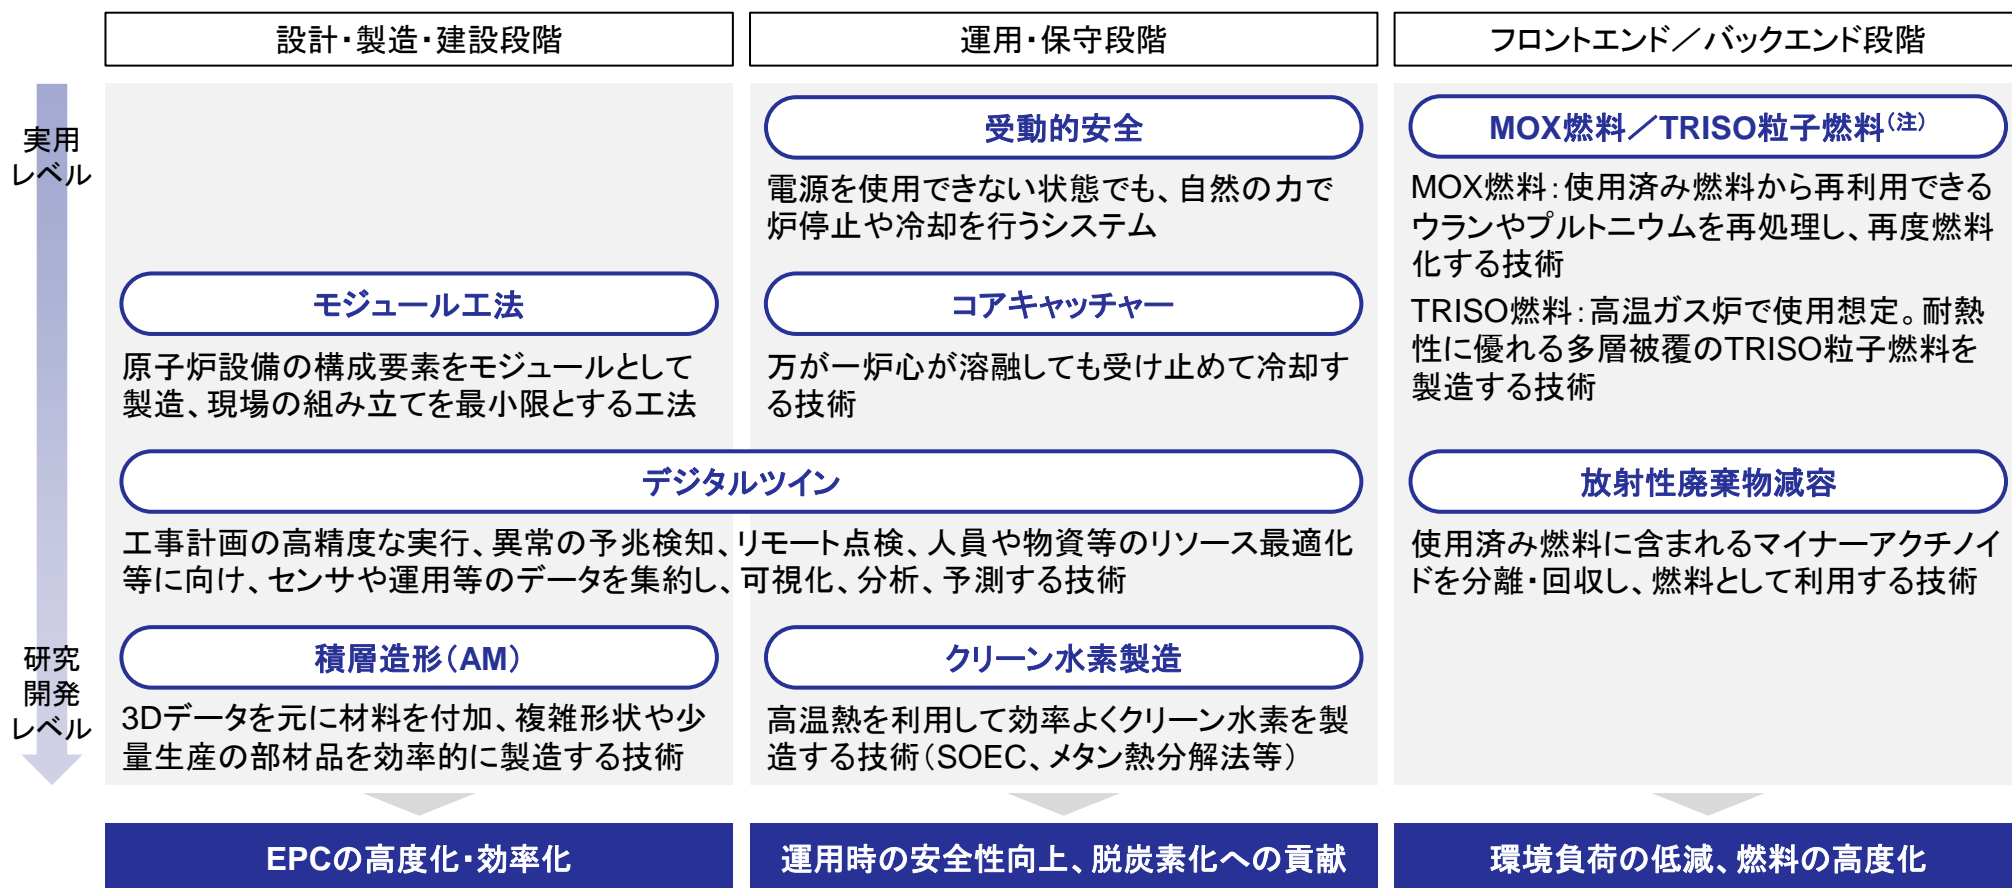 設計・製造・建設段階
運用・保守段階
フロントエンド／バックエンド段階
実用
レベル
研究
開発
レベル
モジュール工法
原子炉設備の構成要素をモジュールとして
製造、現場の組み立てを最小限とする工法
受動的安全
電源を使用できない状態でも、自然の力で
炉停止や冷却を行うシステム
コアキャッチャー
万が一炉心が溶融しても受け止めて冷却す
る技術
デジタルツイン
工事計画の高精度な実行、異常の予兆検知、リモート点検、人員や物資等のリソース最適化
等に向け、センサや運用等のデータを集約し、可視化、分析、予測する技術
積層造形（AM）
3Dデータを元に材料を付加、複雑形状や少
量生産の部材品を効率的に製造する技術
クリーン水素製造
高温熱を利用して効率よくクリーン水素を製
造する技術（SOEC、メタン熱分解法等）
MOX燃料／TRISO粒子燃料（注）
MOX燃料：使用済み燃料から再利用できる
ウランやプルトニウムを再処理し、再度燃料
化する技術
TRISO燃料：高温ガス炉で使用想定。耐熱
性に優れる多層被覆のTRISO粒子燃料を
製造する技術
放射性廃棄物減容
使用済み燃料に含まれるマイナーアクチノイ
ドを分離・回収し、燃料として利用する技術
EPCの高度化・効率化
運用時の安全性向上、脱炭素化への貢献
環境負荷の低減、燃料の高度化